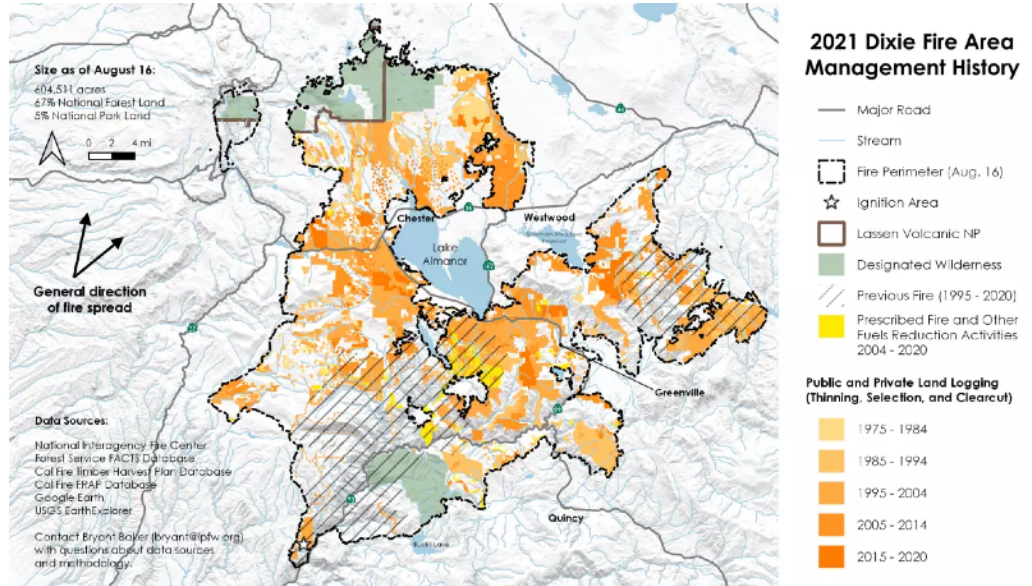 2021 Dixie Fire Area
Management History
Major Road
Stream
Fire Perimeter (Aug. 16)
Ignition Area
Lassen Volcanic NP
Designated Wilderness
Previous Fire (1995 - 2020)
Prescribed Fire and Other
Fuels Reduction Activities
2004 - 2020
Public and Private Land Logging
(Thinning, Selection, and Clearcut)
1975 - 1984
1985 - 1994
1995 - 2004
2005 - 2014
2015 - 2020
Size as of August 16:
604,511 acres
67% National Forest Land
5% National Park Land
0 2 4 mi
General direction
of fire spread
Chester
Westwood
Lake
Almanor
Greenville
Quincy
Bucks Lake
Data Sources:
National Interagency Fire Center
Forest Service FACTS Database
Cal Fire Timber Harvest Plan Database
Cal Fire FRAP Database
Google Earth
USGS EarthExplorer
Contact Bryant Baker (bryant@lpfw.org)
with questions about data sources
and methodology.